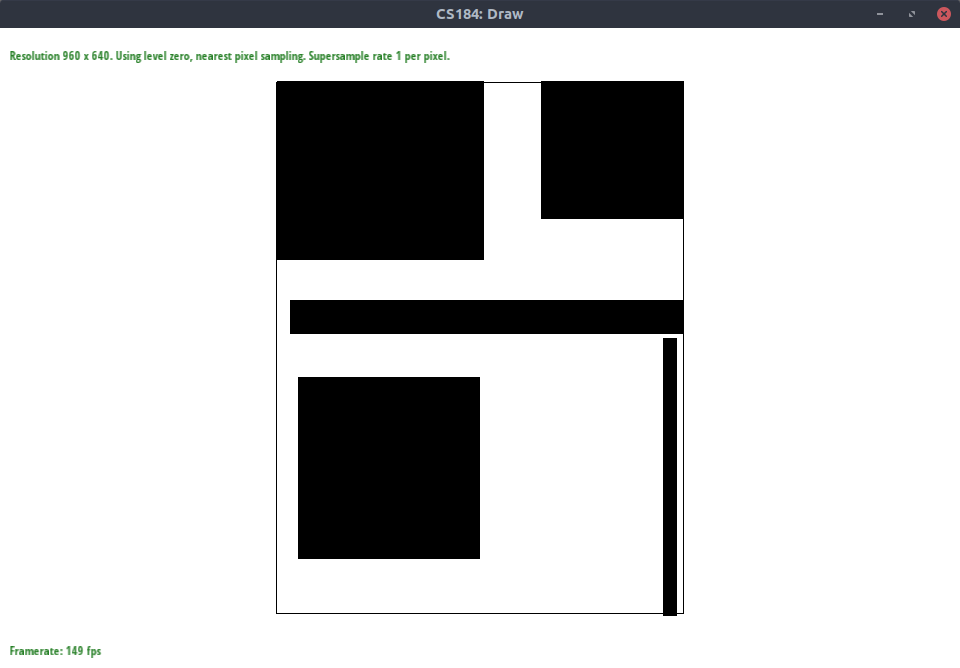 CS184: Draw
Resolution 960 x 640. Using level zero, nearest pixel sampling. Supersample rate 1 per pixel.
Framerate: 149 fps